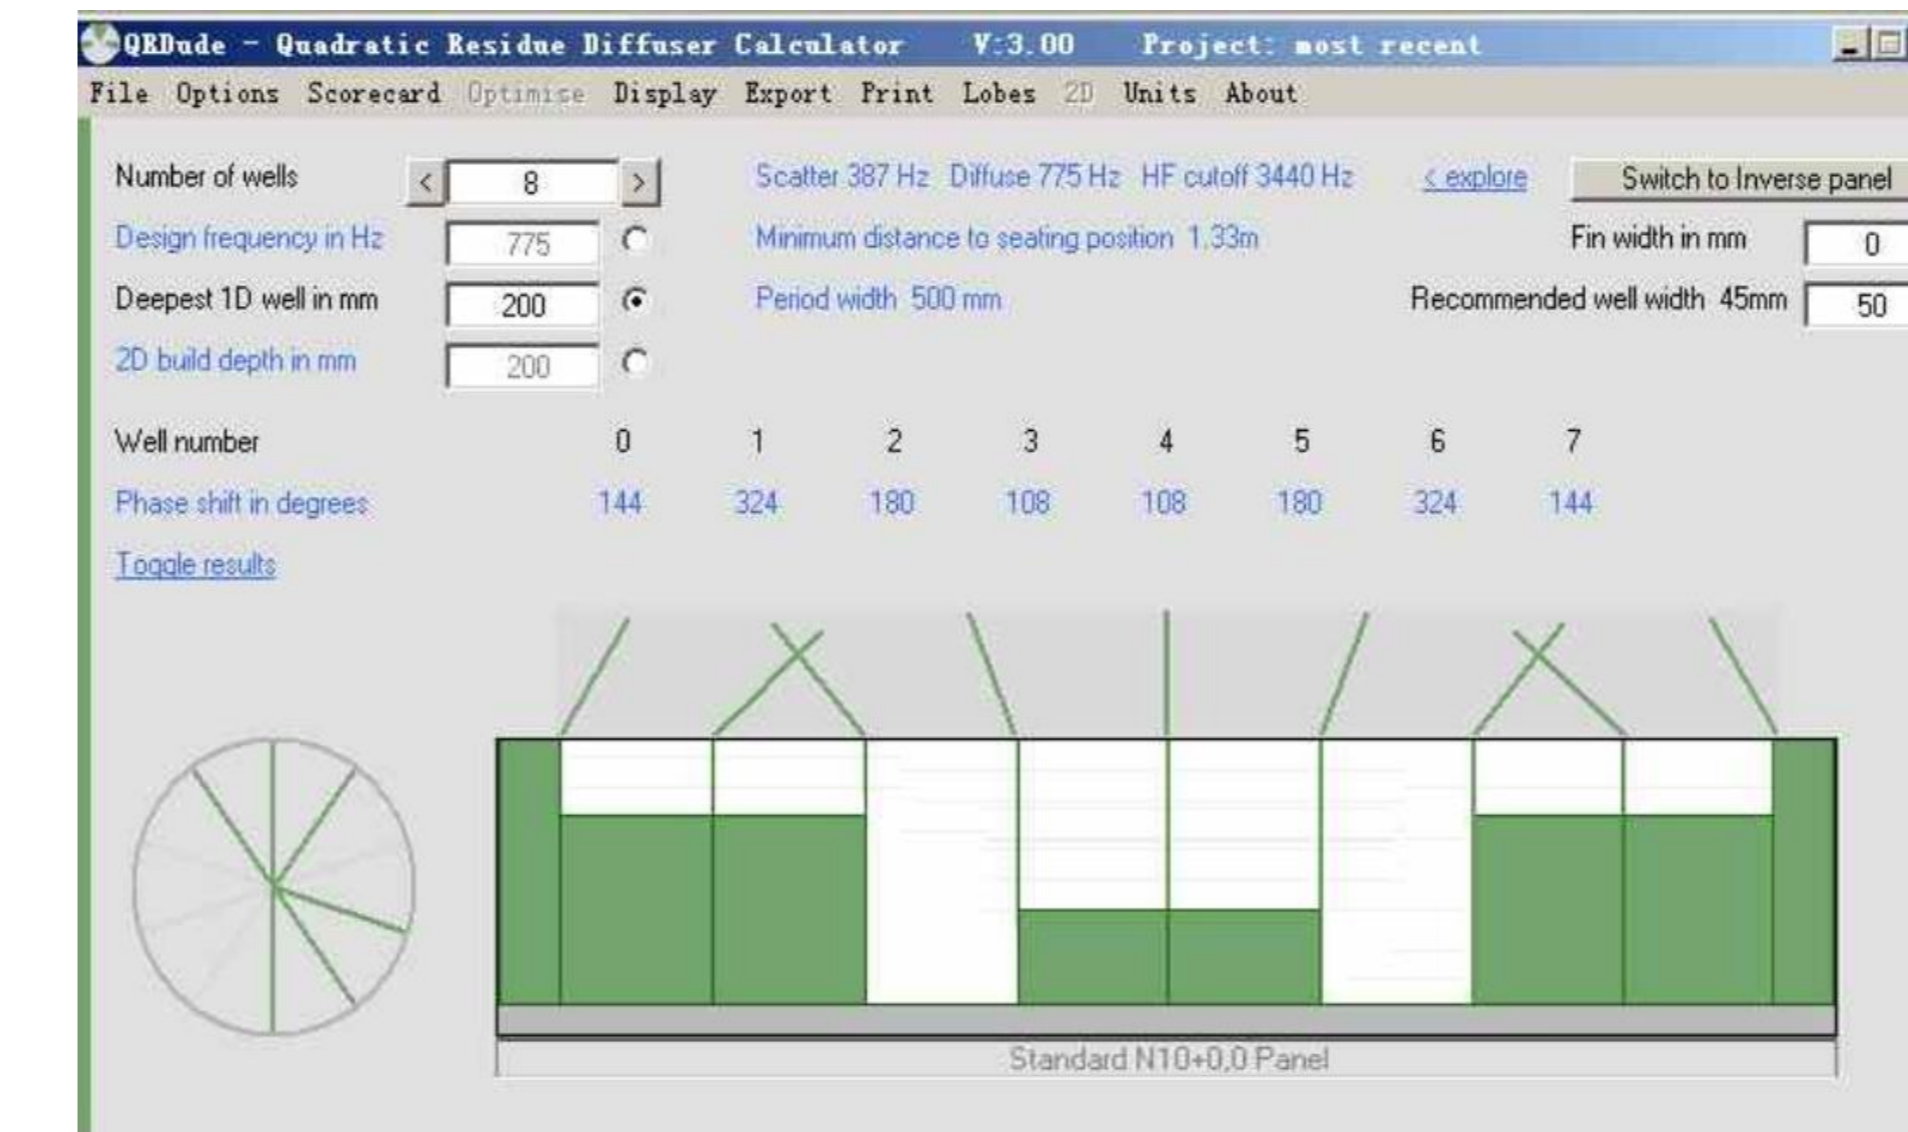 QRDude - Quadratic Residue Diffuser Calculator V:3.00 Project: most recent
File Options Scorecard Optimise Display Export Print Lobes 2D Units About
Number of wells < 8 > Scatter 387 Hz Diffuse 775 Hz HF cutoff 3440 Hz < explore Switch to Inverse panel
Design frequency in Hz 775 Minimum distance to seating position 1.33m Fin width in mm 0
Deepest 1D well in mm 200 Period width 500 mm Recommended well width 45mm 50
2D build depth in mm 200
Well number 0 1 2 3 4 5 6 7
Phase shift in degrees 144 324 180 108 108 180 324 144
Toggle results
Standard N10+0,0 Panel